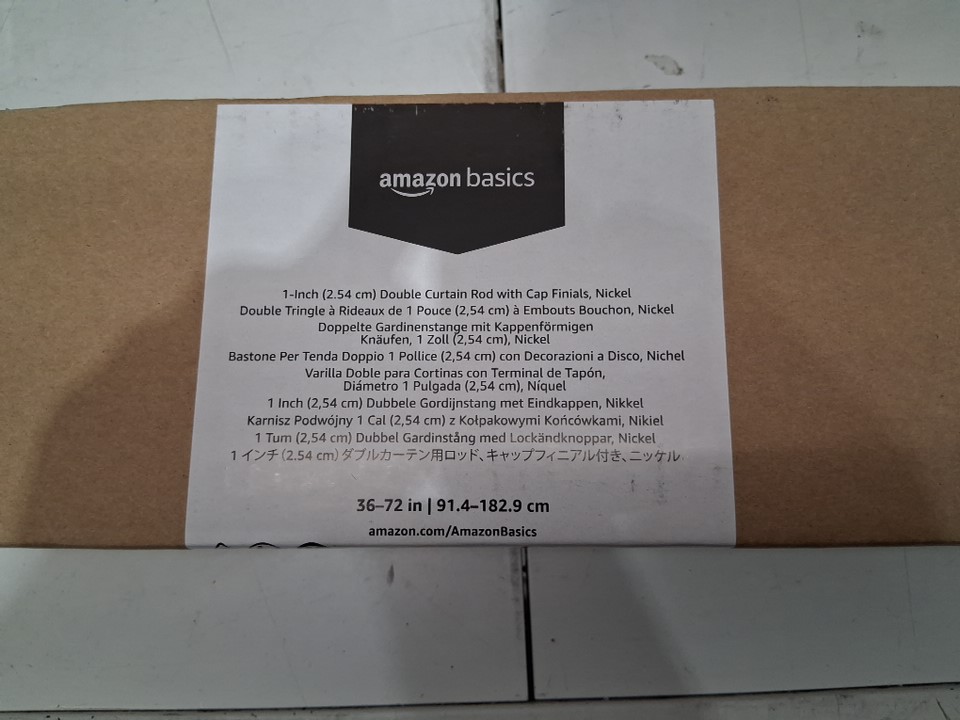 amazon basics
1-Inch (2.54 cm) Double Curtain Rod with Cap Finials, Nickel
Double Tringle à Rideaux de 1 Pouce (2,54 cm) à Embouts Bouchon, Nickel
Doppelte Gardinenstange mit Kappenförmigen
Knäufen, 1 Zoll (2,54 cm), Nickel
Bastone Per Tenda Doppio 1 Pollice (2,54 cm) con Decorazioni a Disco, Nichel
Varilla Doble para Cortinas con Terminal de Tapón,
Diámetro 1 Pulgada (2,54 cm), Níquel
1 Inch (2,54 cm) Dubbele Gordijnstang met Eindkappen, Nikkel
Karnisz Podwójny 1 Cal (2,54 cm) z Kołpakowymi Końcówkami, Nikiel
1 Tum (2,54 cm) Dubbel Gardinstång med Lockändknoppar, Nickel
1 インチ (2.54 cm) ダブルカーテン用ロッド、キャップフィニアル付き、ニッケル
36–72 in | 91.4–182.9 cm
amazon.com/AmazonBasics